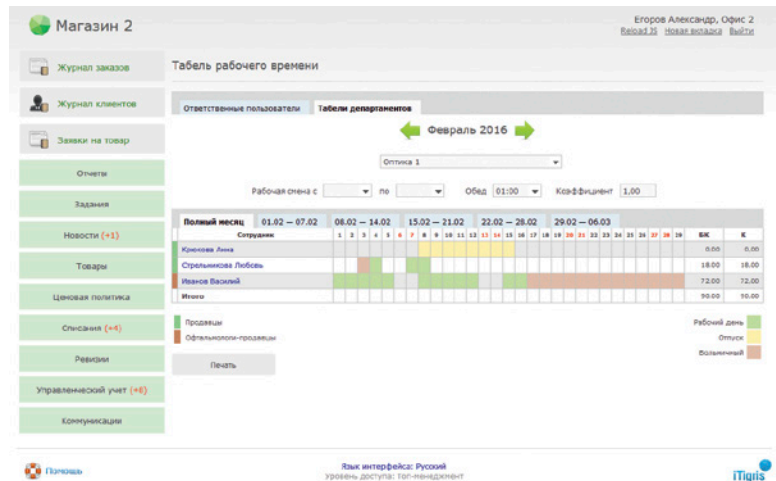 Магазин 2
Егоров Александр, Офис 2
Reload JS Новая вкладка Выйти
Журнал заказов
Журнал клиентов
Заявки на товар
Отчеты
Задания
Новости (+1)
Товары
Ценовая политика
Списания (+4)
Ревизии
Управленческий учет (+8)
Коммуникации
Табель рабочего времени
Ответственные пользователи Табели департаментов
Февраль 2016
Оптика 1
Рабочая смена с по Обед 01:00 Коэффициент 1,00
Полный месяц 01.02 — 07.02 08.02 — 14.02 15.02 — 21.02 22.02 — 28.02 29.02 — 06.03
Сотрудник 1 2 3 4 5 6 7 8 9 10 11 12 13 14 15 16 17 18 19 20 21 22 23 24 25 26 27 28 29 БК К
Крюкова Анна 0.00 0.00
Стрельникова Любовь 18.00 18.00
Иванов Василий 72.00 72.00
Итого 90.00 90.00
Продавцы
Офтальмологи-продавцы
Рабочий день
Отпуск
Больничный
Печать
Помощь
Язык интерфейса: Русский
Уровень доступа: Топ-менеджмент
iTigris